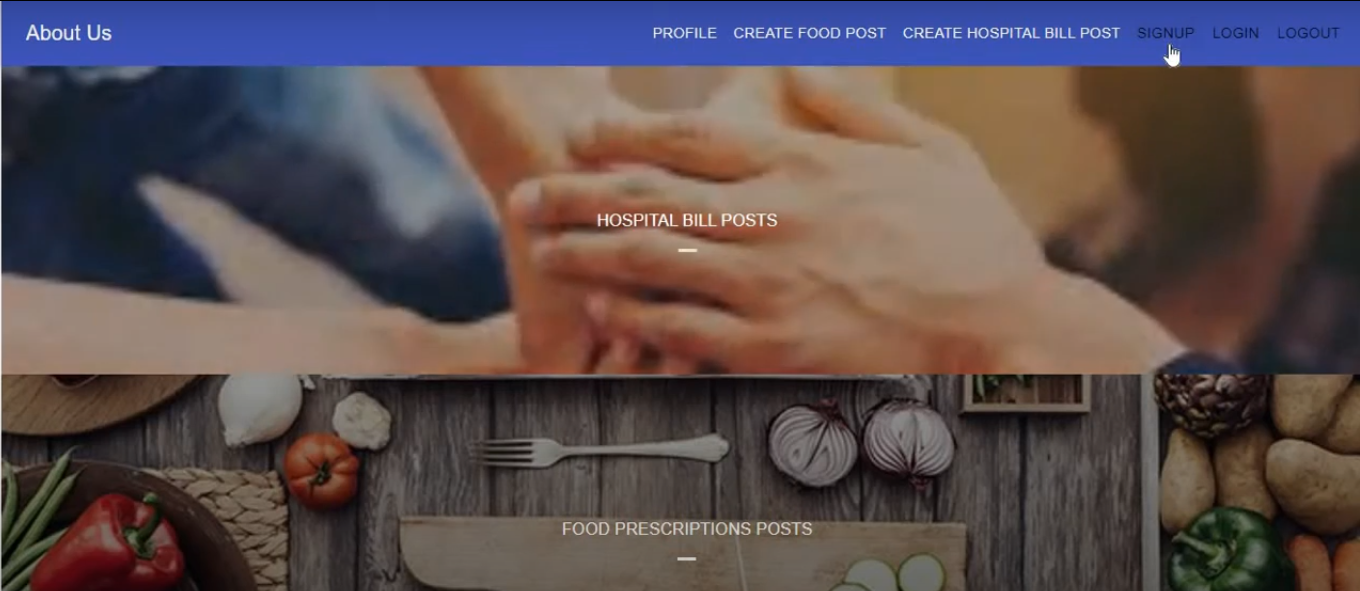 About Us PROFILE CREATE FOOD POST CREATE HOSPITAL BILL POST SIGNUP LOGIN LOGOUT
HOSPITAL BILL POSTS
FOOD PRESCRIPTIONS POSTS